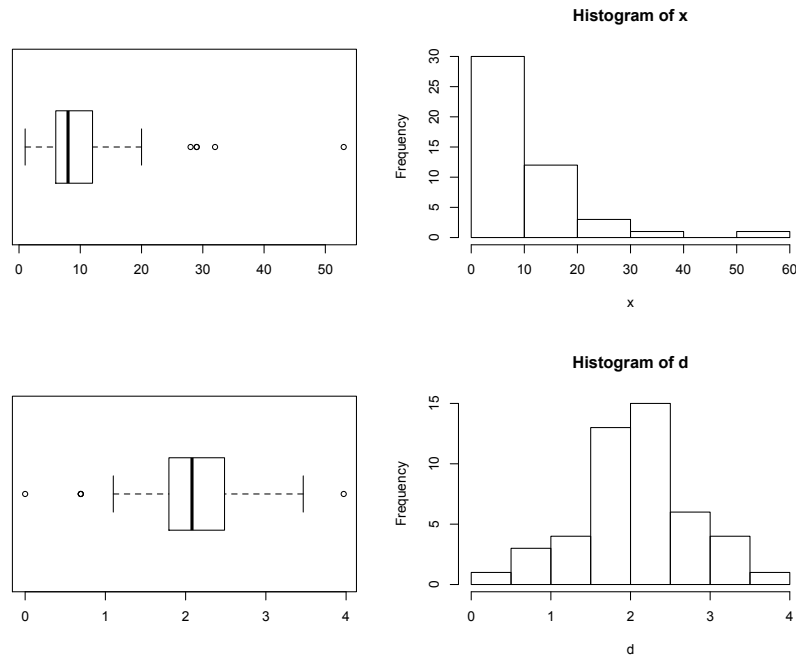 Histogram of x
Frequency
0 5 10 15 20 25 30
0 10 20 30 40 50
0 10 20 30 40 50 60
x
Histogram of d
Frequency
0 5 10 15
0 1 2 3 4
0 1 2 3 4
d